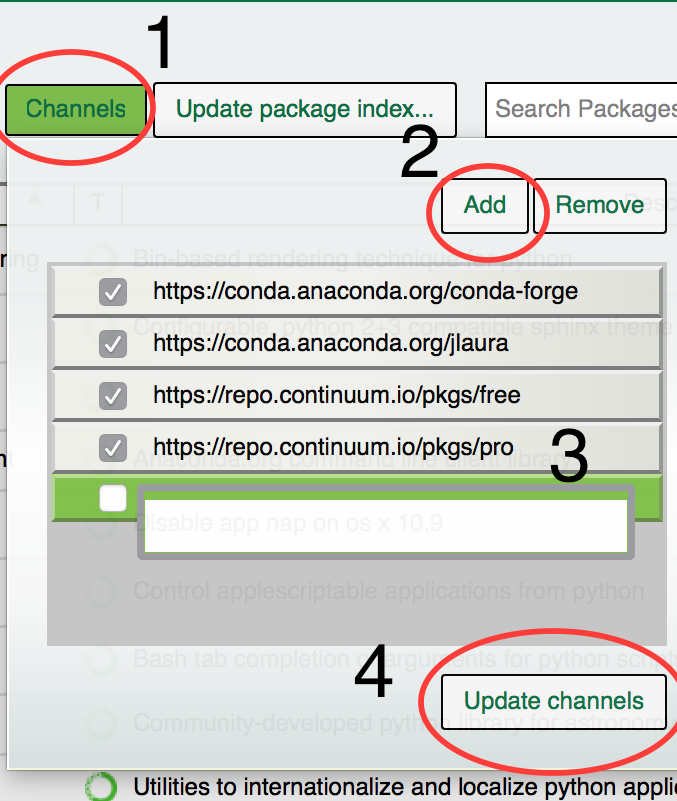 1
Channels
Update package index...
Search Packages
2
Add
Remove
T
Bin-based rendering technique for python
https://conda.anaconda.org/conda-forge
Configurable, python 2+3 compatible sphinx theme
https://conda.anaconda.org/jlaura
https://repo.continuum.io/pkgs/free
https://repo.continuum.io/pkgs/pro
3
Anaconda.org command line client library
Disable app nap on os x 10.9
Control applescriptable applications from python
Bash tab completion of arguments for python scripts
4
Update channels
Community-developed python library for astronomy
Utilities to internationalize and localize python applic